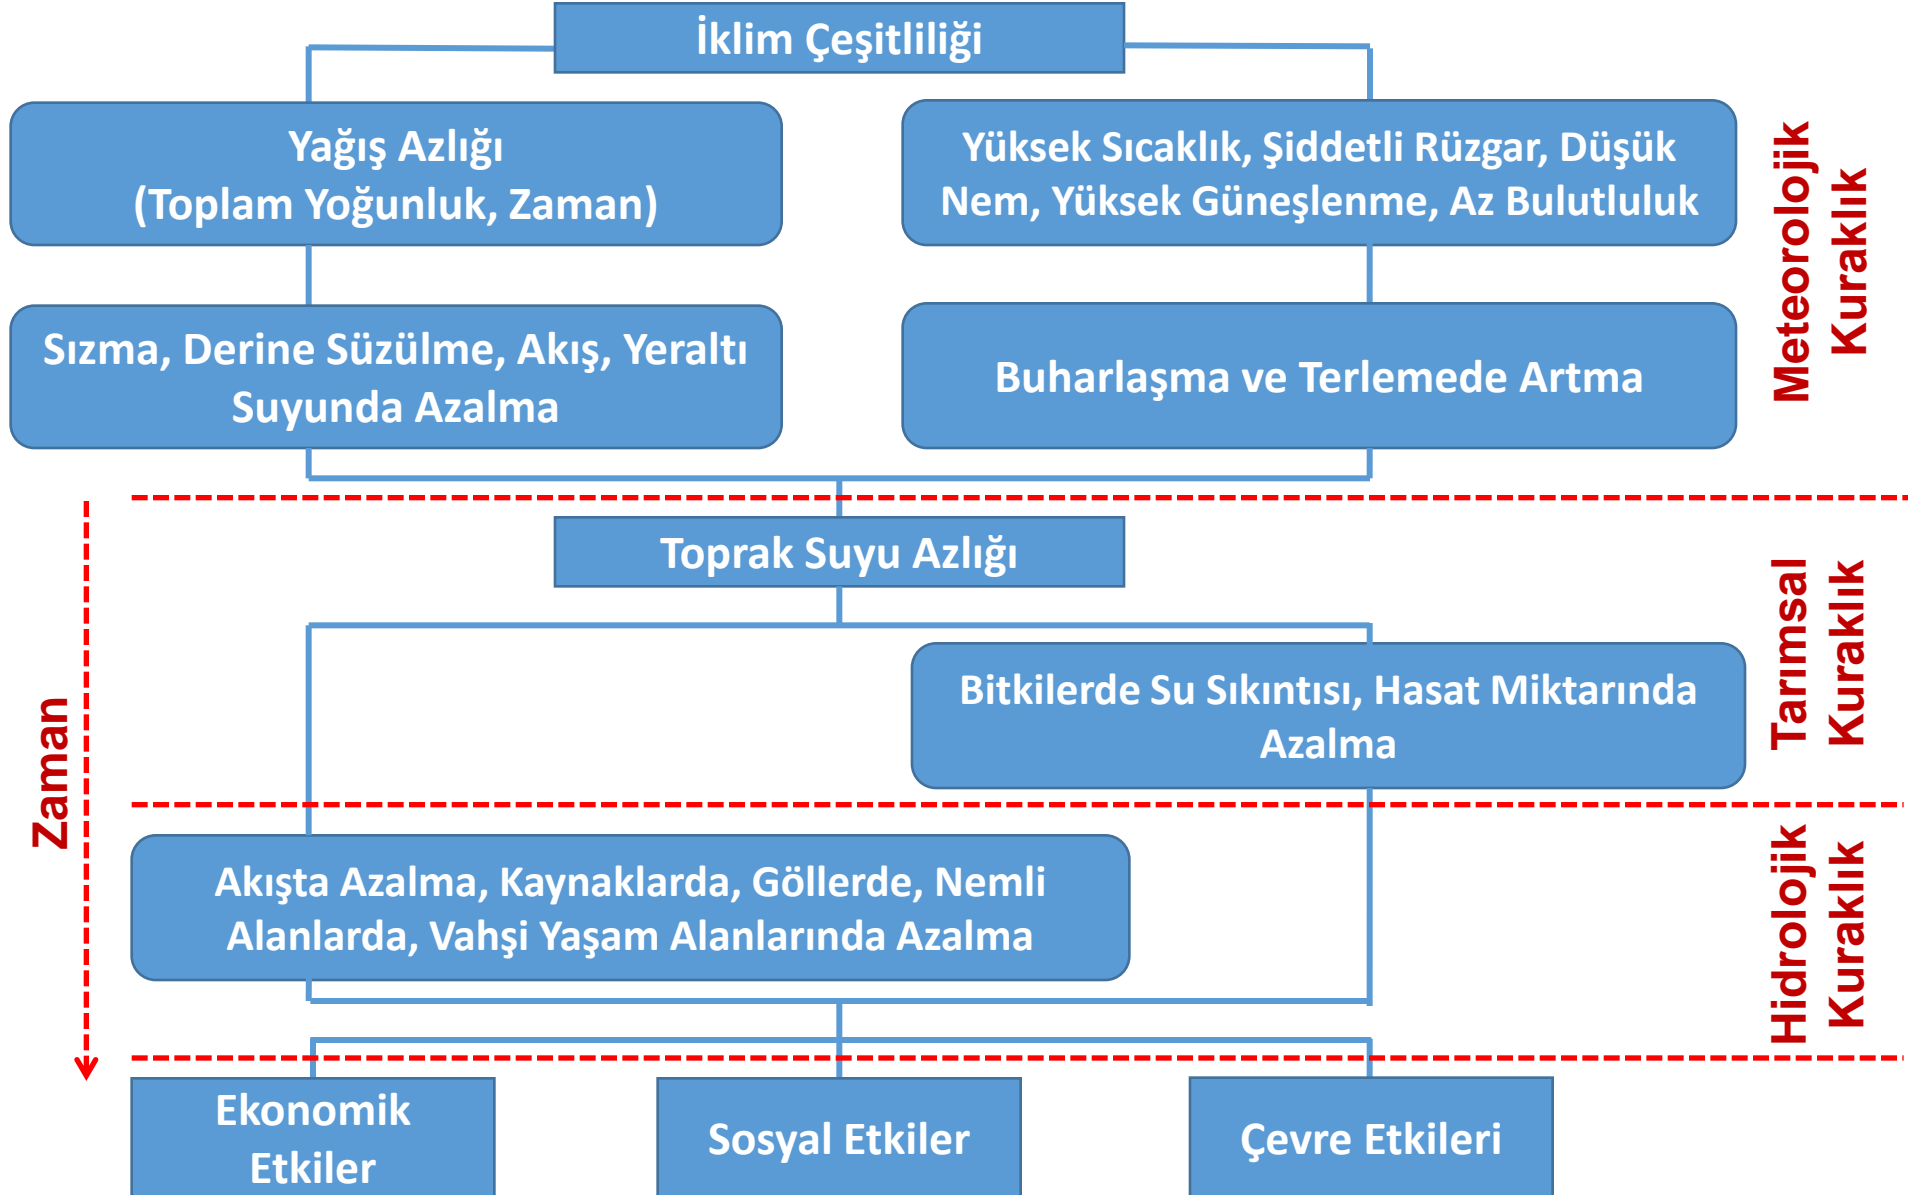 İklim Çeşitliliği
Yağış Azlığı
(Toplam Yoğunluk, Zaman)
Yüksek Sıcaklık, Şiddetli Rüzgar, Düşük
Nem, Yüksek Güneşlenme, Az Bulutluluk
Meteorolojik
Kuraklık
Sızma, Derine Süzülme, Akış, Yeraltı
Suyunda Azalma
Buharlaşma ve Terlemede Artma
Toprak Suyu Azlığı
Bitkilerde Su Sıkıntısı, Hasat Miktarında
Azalma
Tarımsal
Kuraklık
Zaman
Akışta Azalma, Kaynaklarda, Göllerde, Nemli
Alanlarda, Vahşi Yaşam Alanlarında Azalma
Hidrolojik
Kuraklık
Ekonomik
Etkiler
Sosyal Etkiler
Çevre Etkileri